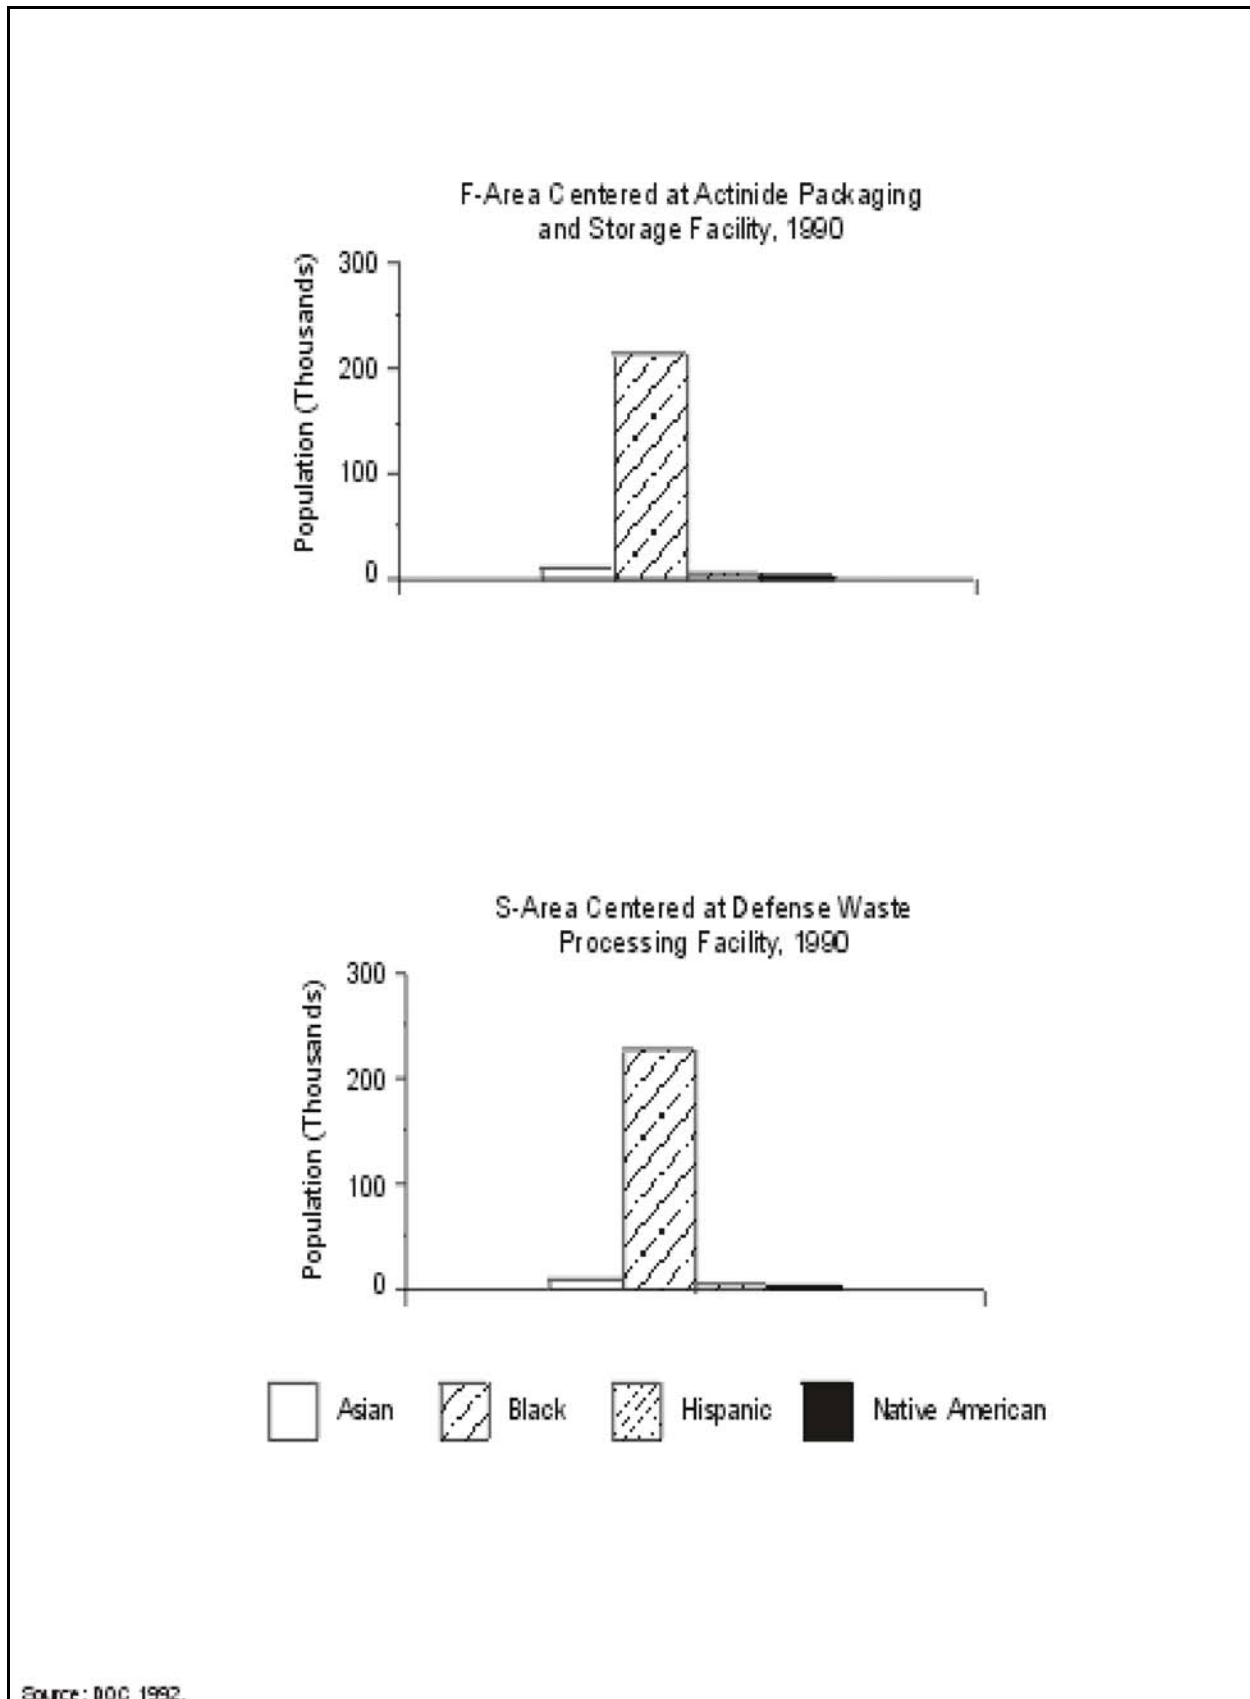 F-Area Centered at Actinide Packaging
and Storage Facility, 1990
Population (Thousands)
300
200
100
0
S-Area Centered at Defense Waste
Processing Facility, 1990
Population (Thousands)
300
200
100
0
Asian
Black
Hispanic
Native American
Source: DOC 1992.